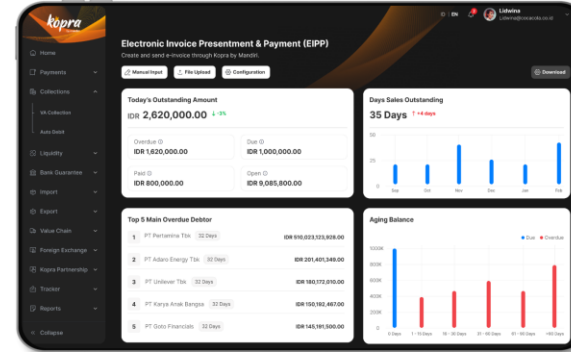 kopra
EN
Lidwina
Lidwina@cocacola.co.id
Home
Payments
Collections
VA Collection
Auto Debit
Liquidity
Bank Guarantee
Import
Export
Value Chain
Foreign Exchange
Kopra Partnership
Tracker
Reports
Collapse
Electronic Invoice Presentment & Payment (EIPP)
Create and send e-invoice through Kopra by Mandiri.
Manual Input
File Upload
Configuration
Download
Today's Outstanding Amount
IDR 2,620,000.00
Overdue
IDR 1,620,000.00
Due
IDR 1,000,000.00
Paid
IDR 800,000.00
Open
IDR 9,085,800.00
Days Sales Outstanding
35 Days +4 days
50
25
0
Sep Oct Nov Dec Jan Feb
Top 5 Main Overdue Debtor
1 PT Pertamina Tbk 32 Days IDR 510,023,123,928.00
2 PT Adaro Energy Tbk 32 Days IDR 201,401,349.00
3 PT Unilever Tbk 32 Days IDR 180,172,010.00
4 PT Karya Anak Bangsa 32 Days IDR 150,192,467.00
5 PT Goto Financials 32 Days IDR 145,191,500.00
Aging Balance
Due Overdue
1000K
800K
600K
400K
200K
0
0 Days 1 - 15 Days 16 - 30 Days 31 - 60 Days 61 - 90 Days >90 Days